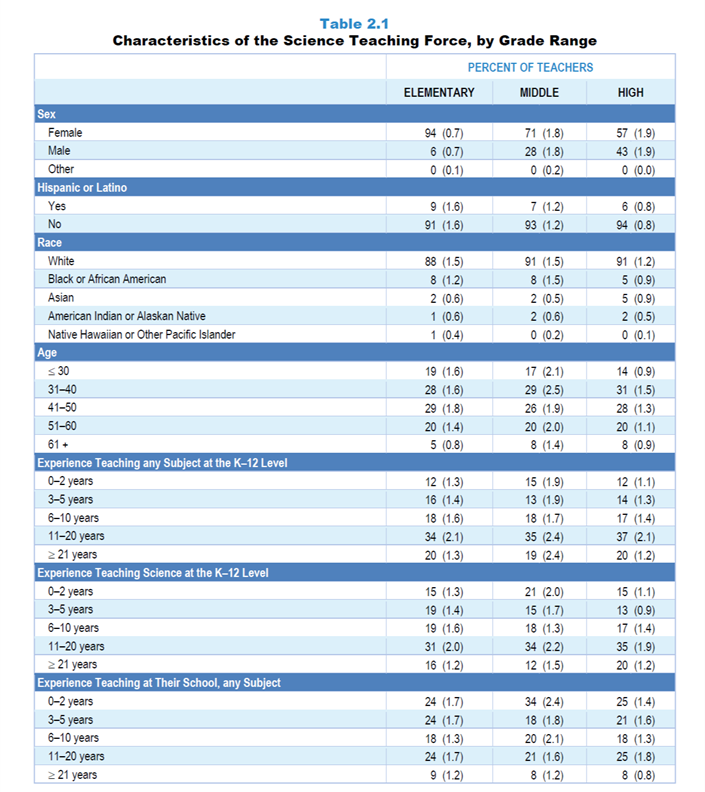 Table 2.1
Characteristics of the Science Teaching Force, by Grade Range
PERCENT OF TEACHERS
ELEMENTARY MIDDLE HIGH
Sex
Female 94 (0.7) 71 (1.8) 57 (1.9)
Male 6 (0.7) 28 (1.8) 43 (1.9)
Other 0 (0.1) 0 (0.2) 0 (0.0)
Hispanic or Latino
Yes 9 (1.6) 7 (1.2) 6 (0.8)
No 91 (1.6) 93 (1.2) 94 (0.8)
Race
White 88 (1.5) 91 (1.5) 91 (1.2)
Black or African American 8 (1.2) 8 (1.5) 5 (0.9)
Asian 2 (0.6) 2 (0.5) 5 (0.9)
American Indian or Alaskan Native 1 (0.6) 2 (0.6) 2 (0.5)
Native Hawaiian or Other Pacific Islander 1 (0.4) 0 (0.2) 0 (0.1)
Age
≤ 30 19 (1.6) 17 (2.1) 14 (0.9)
31–40 28 (1.6) 29 (2.5) 31 (1.5)
41–50 29 (1.8) 26 (1.9) 28 (1.3)
51–60 20 (1.4) 20 (2.0) 20 (1.1)
61 + 5 (0.8) 8 (1.4) 8 (0.9)
Experience Teaching any Subject at the K–12 Level
0–2 years 12 (1.3) 15 (1.9) 12 (1.1)
3–5 years 16 (1.4) 13 (1.9) 14 (1.3)
6–10 years 18 (1.6) 18 (1.7) 17 (1.4)
11–20 years 34 (2.1) 35 (2.4) 37 (2.1)
≥ 21 years 20 (1.3) 19 (2.4) 20 (1.2)
Experience Teaching Science at the K–12 Level
0–2 years 15 (1.3) 21 (2.0) 15 (1.1)
3–5 years 19 (1.4) 15 (1.7) 13 (0.9)
6–10 years 19 (1.6) 18 (1.3) 17 (1.4)
11–20 years 31 (2.0) 34 (2.2) 35 (1.9)
≥ 21 years 16 (1.2) 12 (1.5) 20 (1.2)
Experience Teaching at Their School, any Subject
0–2 years 24 (1.7) 34 (2.4) 25 (1.4)
3–5 years 24 (1.7) 18 (1.8) 21 (1.6)
6–10 years 18 (1.3) 20 (2.1) 18 (1.3)
11–20 years 24 (1.7) 21 (1.6) 25 (1.8)
≥ 21 years 9 (1.2) 8 (1.2) 8 (0.8)